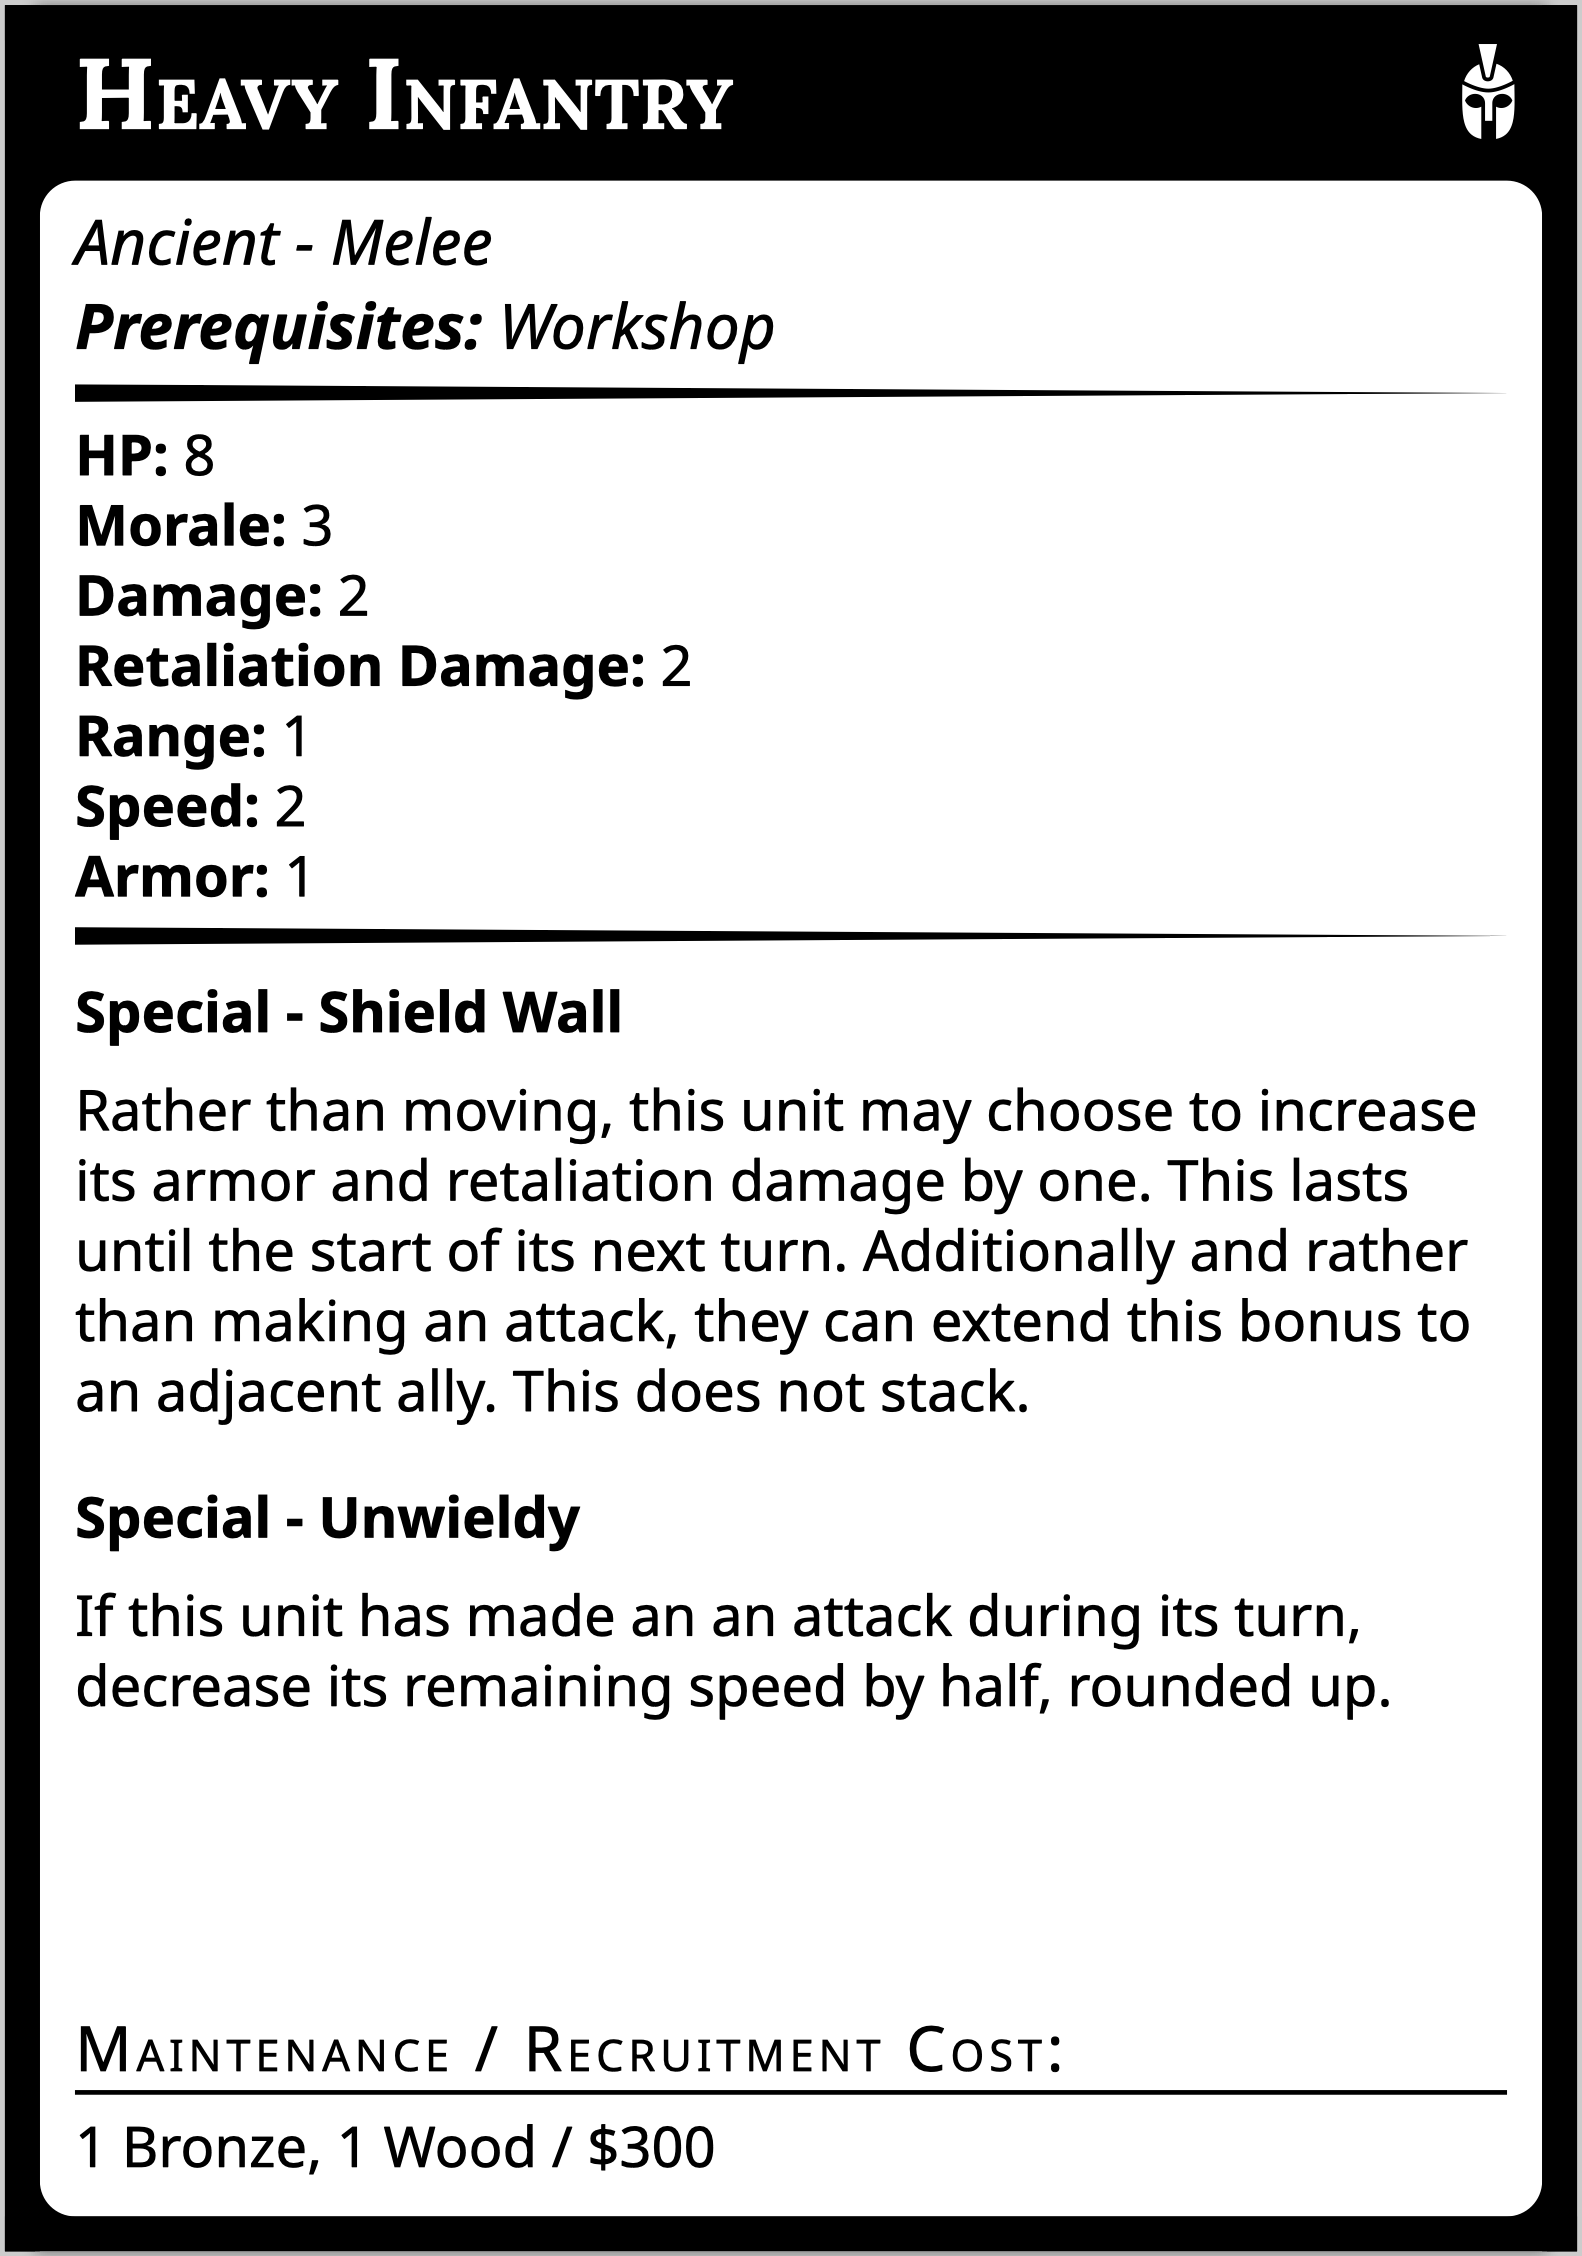 Heavy Infantry
Ancient - Melee
Prerequisites: Workshop
HP: 8
Morale: 3
Damage: 2
Retaliation Damage: 2
Range: 1
Speed: 2
Armor: 1
Special - Shield Wall
Rather than moving, this unit may choose to increase
its armor and retaliation damage by one. This lasts
until the start of its next turn. Additionally and rather
than making an attack, they can extend this bonus to
an adjacent ally. This does not stack.
Special - Unwieldy
If this unit has made an an attack during its turn,
decrease its remaining speed by half, rounded up.
Maintenance / Recruitment Cost:
1 Bronze, 1 Wood / $300